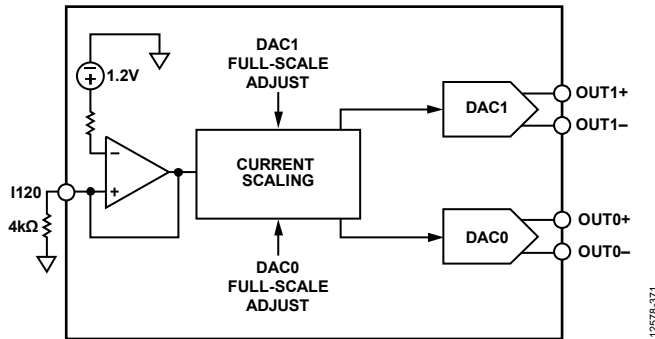 DAC1
FULL-SCALE
ADJUST
1.2V
−
+
DAC1
OUT1+
OUT1–
−
+
CURRENT
SCALING
I120
4kΩ
DAC0
OUT0+
OUT0–
DAC0
FULL-SCALE
ADJUST
12578-371